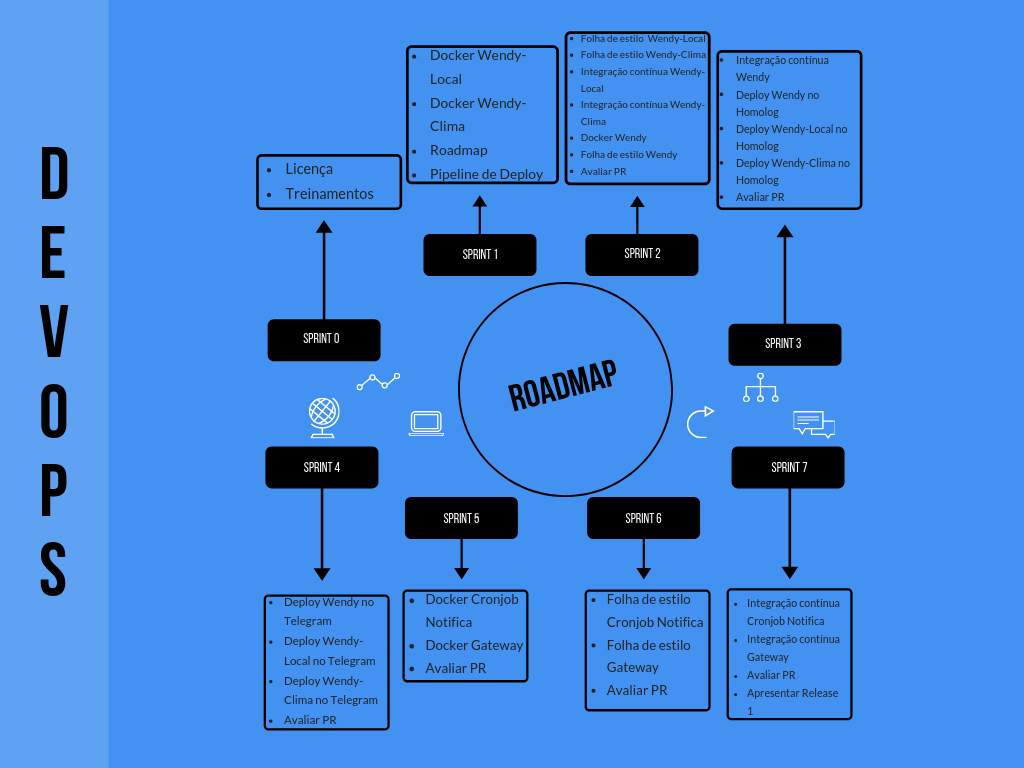 DEVOPS
Licença
Treinamentos
Docker Wendy-
Local
Docker Wendy-
Clima
Roadmap
Pipeline de Deploy
Folha de estilo Wendy-Local
Folha de estilo Wendy-Clima
Integração contínua Wendy-
Local
Integração contínua Wendy-
Clima
Docker Wendy
Folha de estilo Wendy
Avaliar PR
Integração contínua
Wendy
Deploy Wendy no
Homolog
Deploy Wendy-Local no
Homolog
Deploy Wendy-Clima no
Homolog
Avaliar PR
SPRINT 0
SPRINT 1
SPRINT 2
SPRINT 3
ROADMAP
SPRINT 4
SPRINT 5
SPRINT 6
SPRINT 7
Deploy Wendy no
Telegram
Deploy Wendy-
Local no Telegram
Deploy Wendy-
Clima no Telegram
Avaliar PR
Docker Cronjob
Notifica
Docker Gateway
Avaliar PR
Folha de estilo
Cronjob Notifica
Folha de estilo
Gateway
Avaliar PR
Integração contínua
Cronjob Notifica
Integração contínua
Gateway
Avaliar PR
Apresentar Release
1